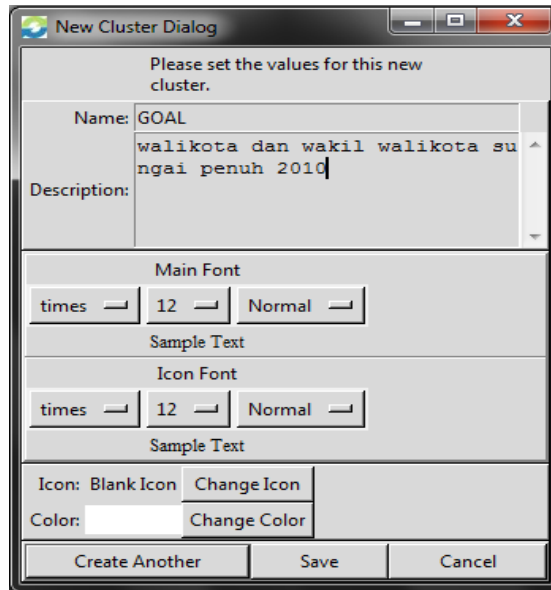 New Cluster Dialog
Please set the values for this new
cluster.
Name: GOAL
Description: walikota dan wakil walikota su
ngai penuh 2010
Main Font
times 12 Normal
Sample Text
Icon Font
times 12 Normal
Sample Text
Icon: Blank Icon Change Icon
Color: Change Color
Create Another Save Cancel